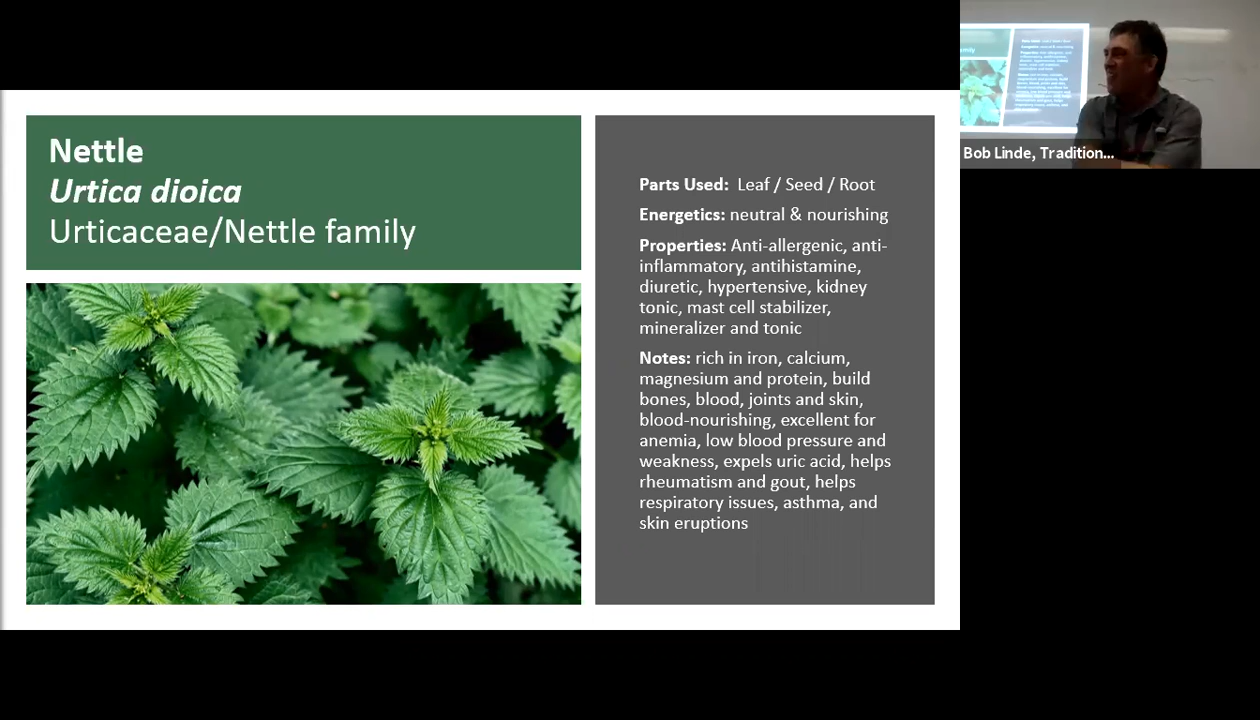 Nettle
Urtica dioica
Urticaceae/Nettle family
Parts Used: Leaf / Seed / Root
Energetics: neutral & nourishing
Properties: Anti-allergenic, anti-
inflammatory, antihistamine,
diuretic, hypertensive, kidney
tonic, mast cell stabilizer,
mineralizer and tonic
Notes: rich in iron, calcium,
magnesium and protein, build
bones, blood, joints and skin,
blood-nourishing, excellent for
anemia, low blood pressure and
weakness, expels uric acid, helps
rheumatism and gout, helps
respiratory issues, asthma, and
skin eruptions
Bob Linde, Tradition...